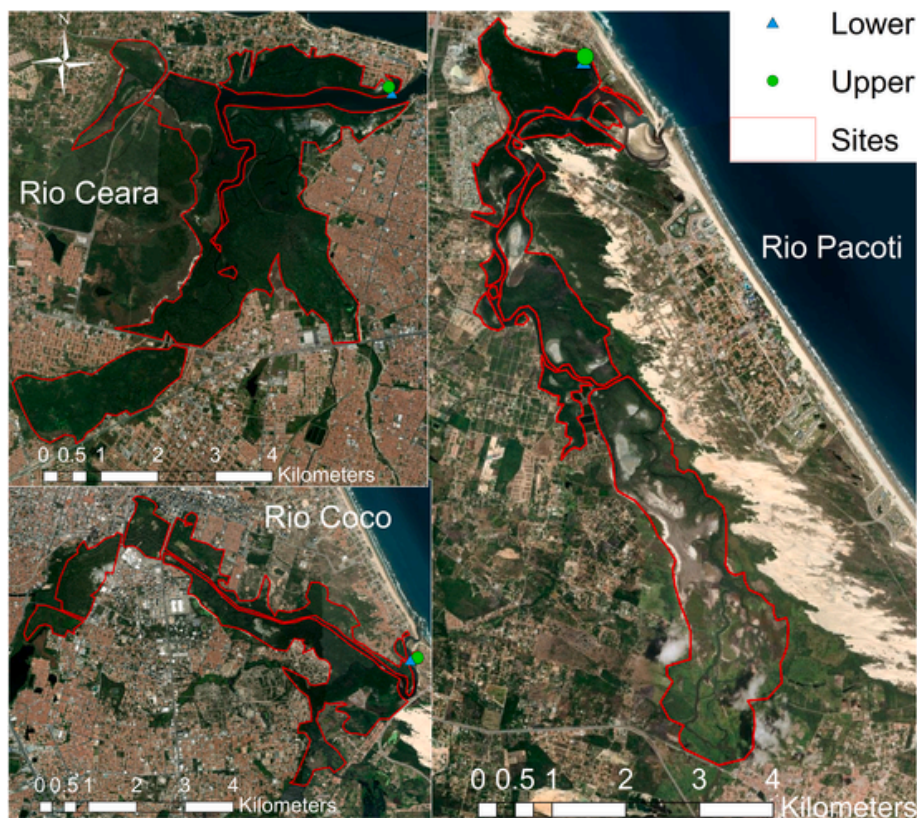 Lower
Upper
Sites
N
Rio Ceara
Rio Pacoti
0 0.5 1 2 3 4
Kilometers
Rio Coco
0 0.5 1 2 3 4
Kilometers
0 0.5 1 2 3 4
Kilometers